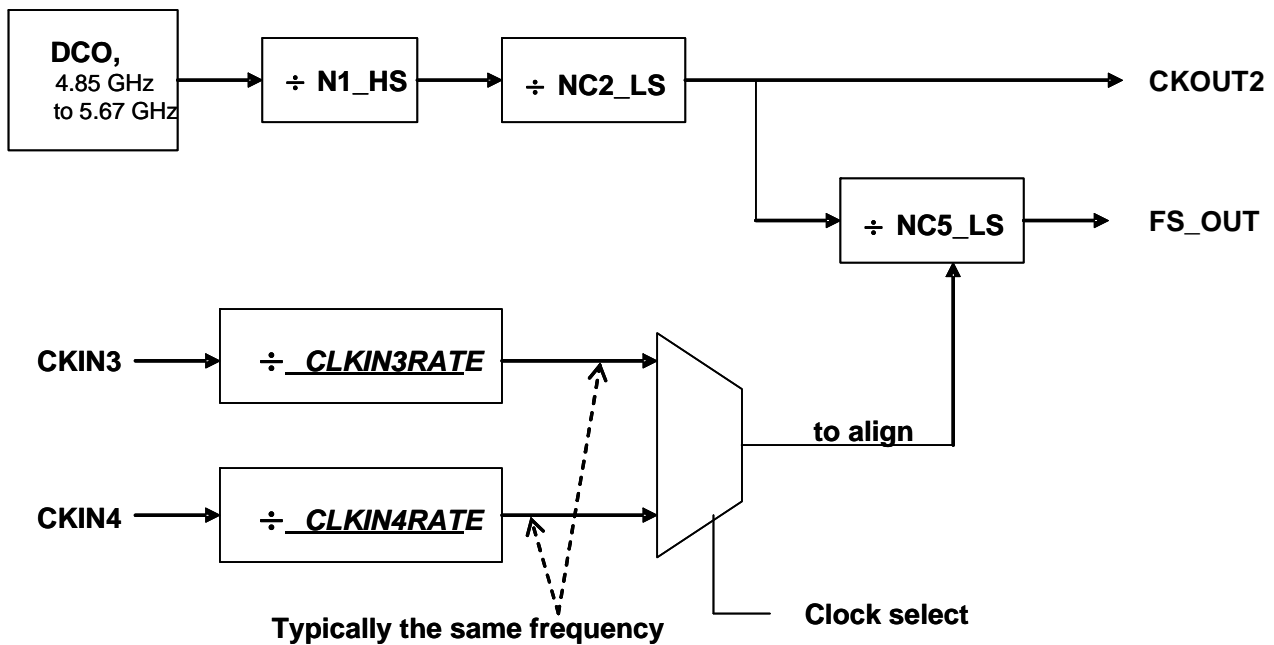 DCO,
4.85 GHz
to 5.67 GHz
÷ N1_HS
÷ NC2_LS
CKOUT2
÷ NC5_LS
FS_OUT
CKIN3
÷ CLKIN3RATE
to align
CKIN4
÷ CLKIN4RATE
Clock select
Typically the same frequency